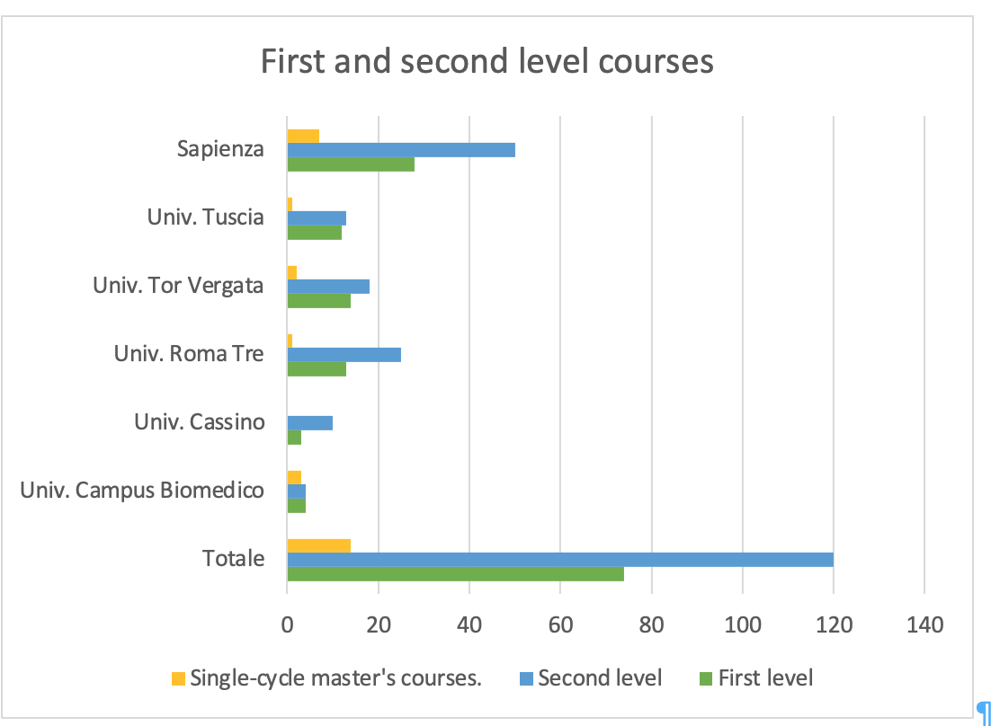 First and second level courses
Sapienza
Univ. Tuscia
Univ. Tor Vergata
Univ. Roma Tre
Univ. Cassino
Univ. Campus Biomedico
Totale
0 20 40 60 80 100 120 140
Single-cycle master's courses. Second level First level
¶